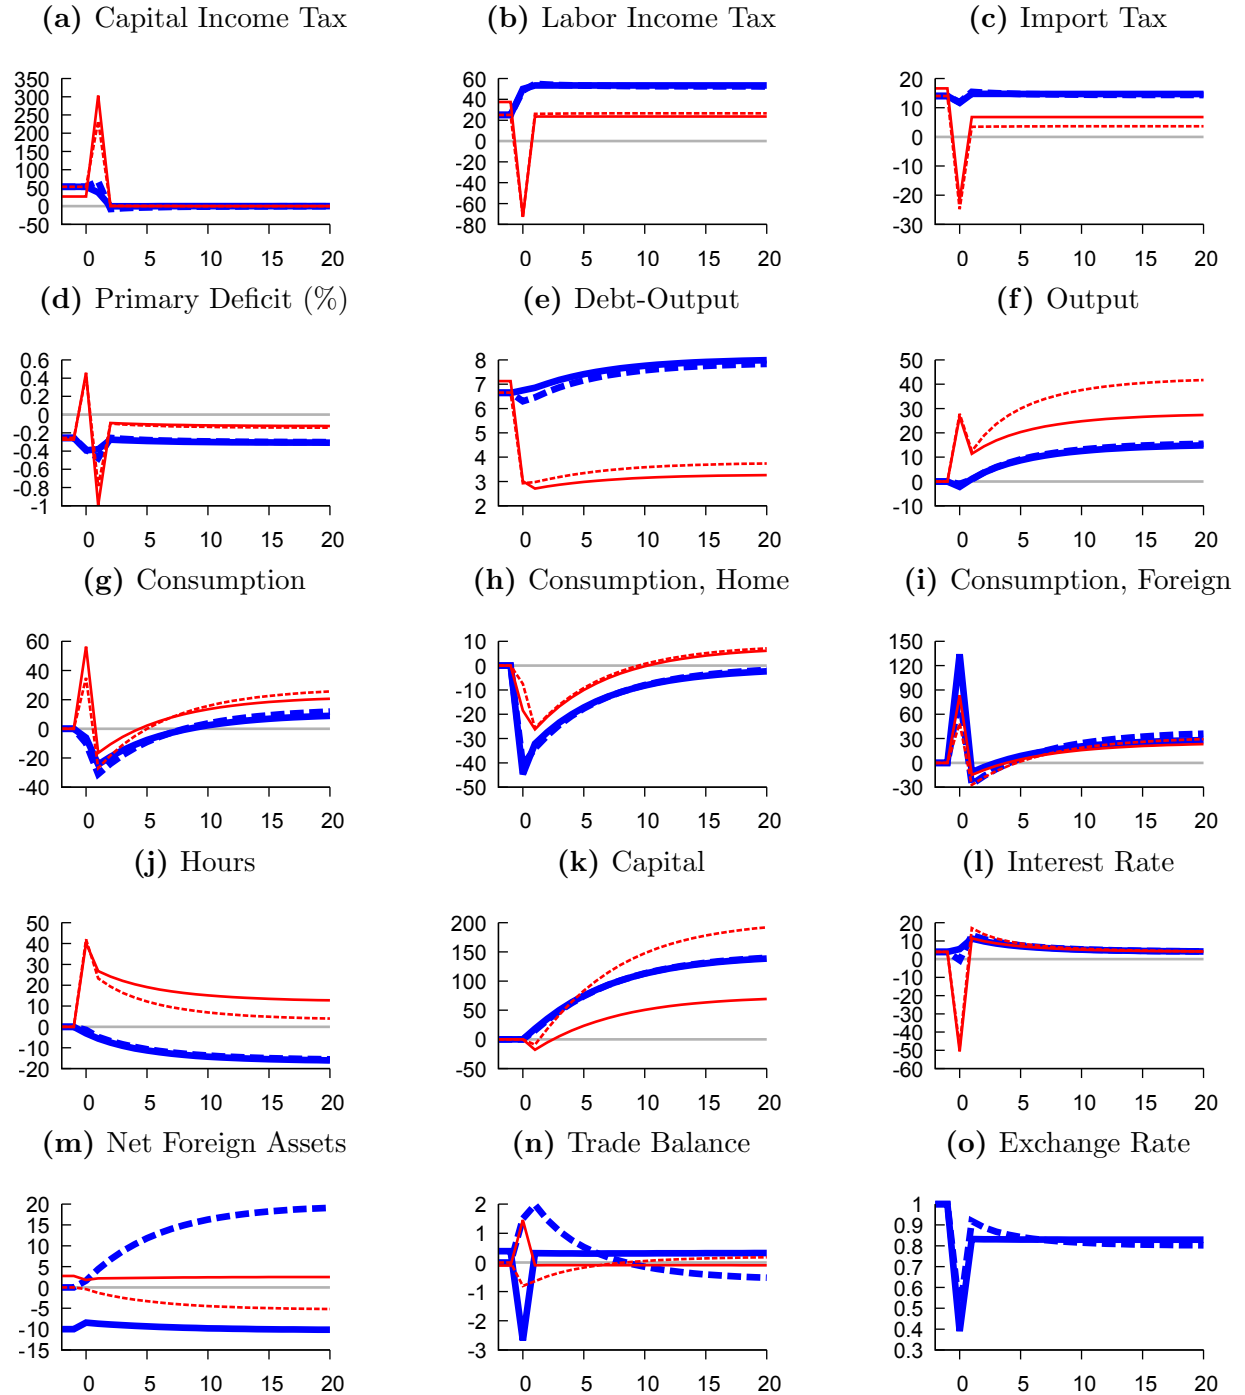 (a) Capital Income Tax (b) Labor Income Tax (c) Import Tax
350 60 20
300 40 10
250 20 0
200 0 -10
150 -20 -20
100 -40 -30
50 -60
0 -80
-50
0 5 10 15 20 0 5 10 15 20 0 5 10 15 20
(d) Primary Deficit (%) (e) Debt-Output (f) Output
0.6 8 50
0.4 7 40
0.2 6 30
0 5 20
-0.2 4 10
-0.4 3 0
-0.6 2 -10
-0.8
-1
0 5 10 15 20 0 5 10 15 20 0 5 10 15 20
(g) Consumption (h) Consumption, Home (i) Consumption, Foreign
60 10 150
40 0 120
20 -10 90
0 -20 60
-20 -30 30
-40 -40 0
-50 -30
0 5 10 15 20 0 5 10 15 20 0 5 10 15 20
(j) Hours (k) Capital (l) Interest Rate
50 200 20
40 150 10
30 100 0
20 50 -10
10 0 -20
0 -50 -30
-10 -40
-20 -50
-60
0 5 10 15 20 0 5 10 15 20 0 5 10 15 20
(m) Net Foreign Assets (n) Trade Balance (o) Exchange Rate
20 2 1
15 1 0.9
10 0 0.8
5 -1 0.7
0 -2 0.6
-5 -3 0.5
-10 0.4
-15 0.3
0 5 10 15 20 0 5 10 15 20 0 5 10 15 20